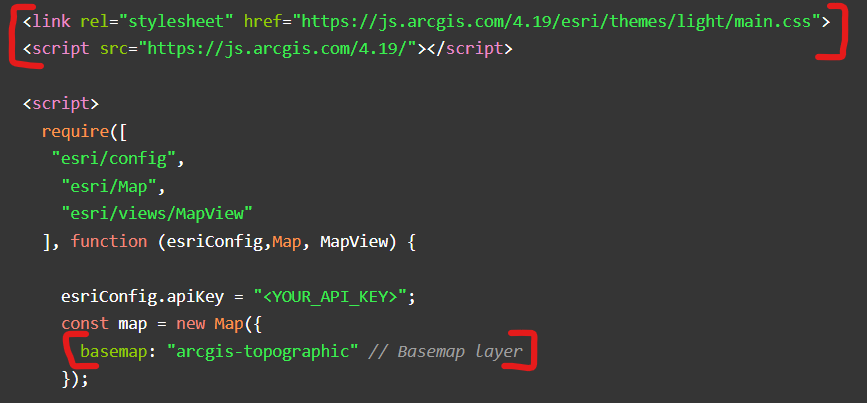 <link rel="stylesheet" href="https://js.arcgis.com/4.19/esri/themes/light/main.css">
<script src="https://js.arcgis.com/4.19/"></script>
<script>
require([
"esri/config",
"esri/Map",
"esri/views/MapView"
], function (esriConfig,Map, MapView) {
esriConfig.apiKey = "<YOUR_API_KEY>";
const map = new Map({
basemap: "arcgis-topographic" // Basemap layer
});